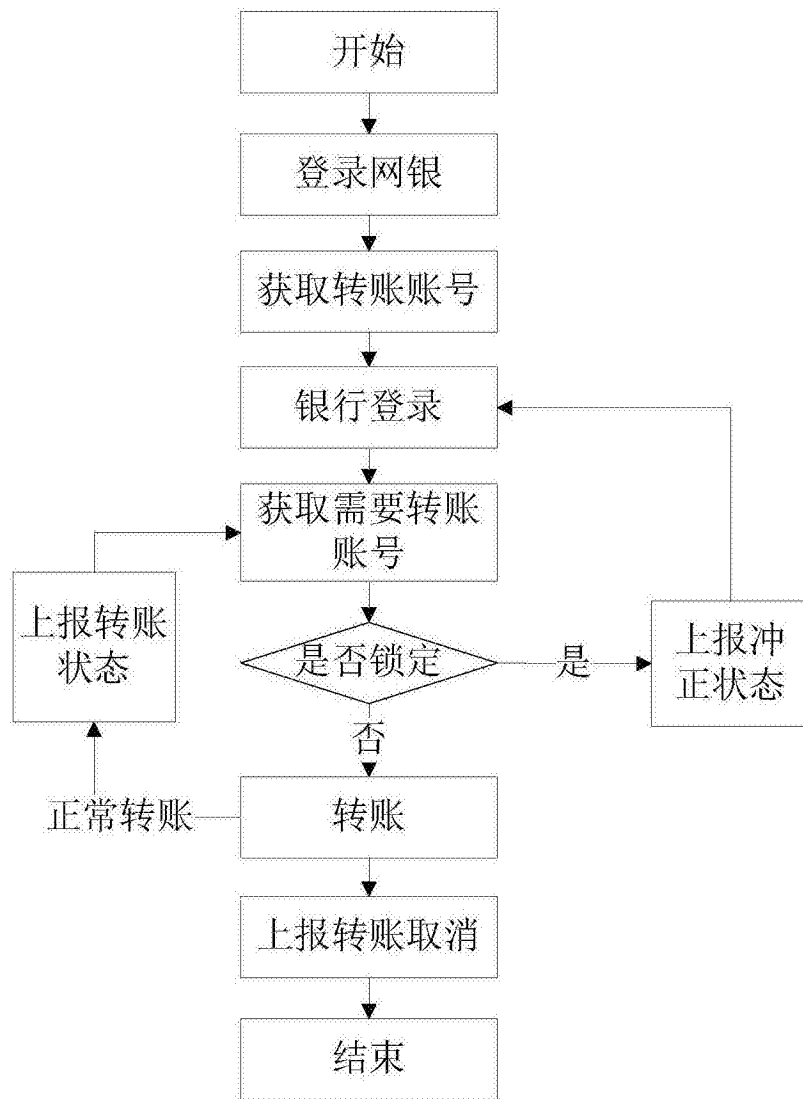 开始
登录网银
获取转账账号
银行登录
获取需要转账
账号
上报转账
状态
是否锁定
是
上报冲
正状态
否
正常转账
转账
上报转账取消
结束